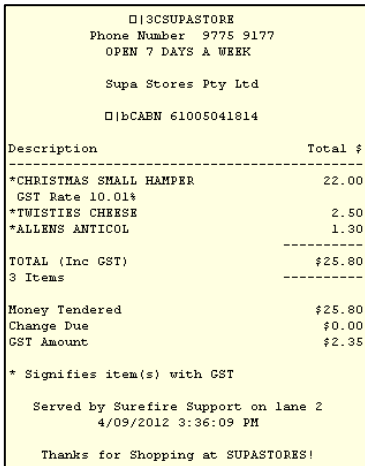 □|3CSUPASTORE
Phone Number 9775 9177
OPEN 7 DAYS A WEEK
Supa Stores Pty Ltd
□|bCABN 61005041814
Description Total $
*CHRISTMAS SMALL HAMPER 22.00
GST Rate 10.01%
*TWISTIES CHEESE 2.50
*ALLENS ANTICOL 1.30
TOTAL (Inc GST) $25.80
3 Items
Money Tendered $25.80
Change Due $0.00
GST Amount $2.35
* Signifies item(s) with GST
Served by Surefire Support on lane 2
4/09/2012 3:36:09 PM
Thanks for Shopping at SUPASTORES!